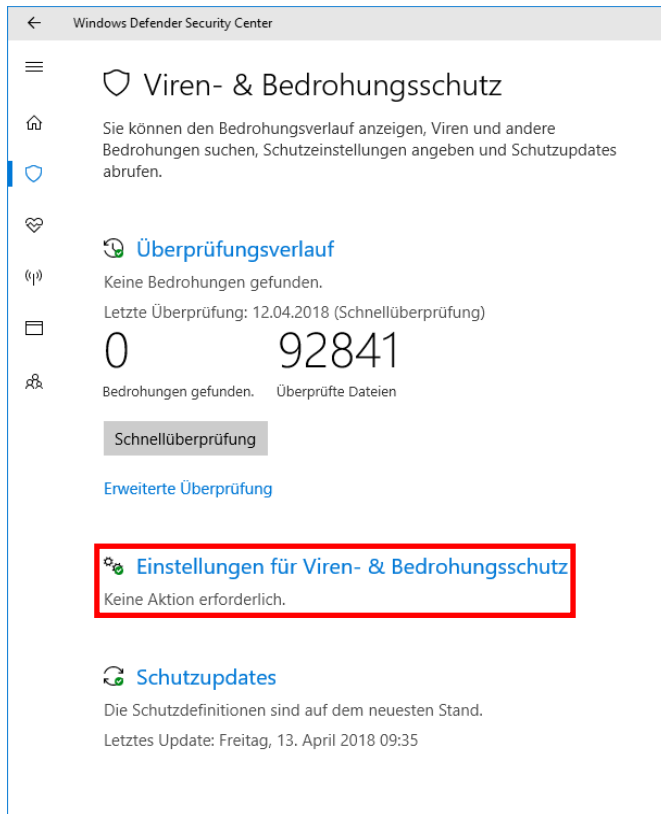 Windows Defender Security Center
Viren- & Bedrohungsschutz
Sie können den Bedrohungsverlauf anzeigen, Viren und andere
Bedrohungen suchen, Schutzeinstellungen angeben und Schutzupdates
abrufen.
Überprüfungsverlauf
Keine Bedrohungen gefunden.
Letzte Überprüfung: 12.04.2018 (Schnellüberprüfung)
0 92841
Bedrohungen gefunden. Überprüfte Dateien
Schnellüberprüfung
Erweiterte Überprüfung
Einstellungen für Viren- & Bedrohungsschutz
Keine Aktion erforderlich.
Schutzupdates
Die Schutzdefinitionen sind auf dem neuesten Stand.
Letztes Update: Freitag, 13. April 2018 09:35